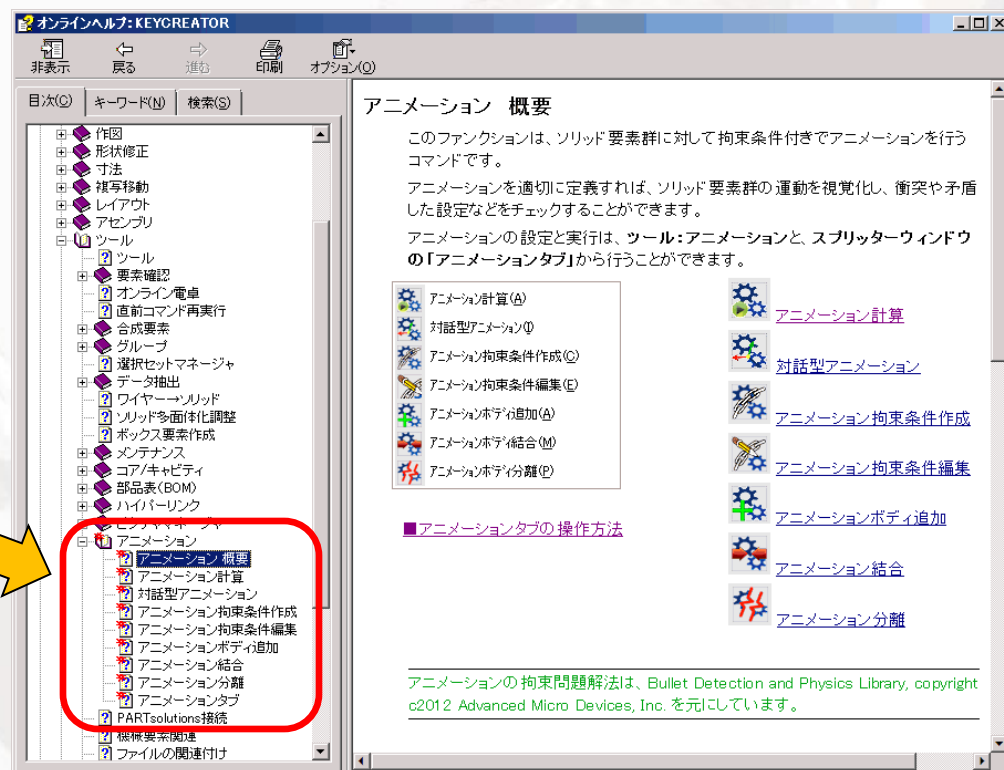 オンラインヘルプ: KEYCREATOR
非表示
戻る
進む
印刷
オプション(O)
目次(C)
キーワード(N)
検索(S)
作図
形状修正
寸法
複写移動
レイアウト
アセンブリ
ツール
ツール
要素確認
オンライン電卓
直前コマンド再実行
合成要素
グループ
選択セットマネージャ
データ抽出
ワイヤー→ソリッド
ソリッド多面体化調整
ボックス要素作成
メンテナンス
コア/キャビティ
部品表(BOM)
ハイパーリンク
アニメーション
アニメーション 概要
アニメーション計算
対話型アニメーション
アニメーション拘束条件作成
アニメーション拘束条件編集
アニメーションボディ追加
アニメーション結合
アニメーション分離
アニメーションタブ
PARTsolutions接続
機械要素関連
ファイルの関連付け
アニメーション 概要
このファンクションは、ソリッド要素群に対して拘束条件付きでアニメーションを行う
コマンドです。
アニメーションを適切に定義すれば、ソリッド要素群の運動を視覚化し、衝突や矛盾
した設定などをチェックすることができます。
アニメーションの設定と実行は、ツール:アニメーションと、スプリッターウィンドウ
の「アニメーションタブ」から行うことができます。
アニメーション計算(A)
対話型アニメーション(I)
アニメーション拘束条件作成(C)
アニメーション拘束条件編集(E)
アニメーションボディ追加(A)
アニメーションボディ結合(M)
アニメーションボディ分離(P)
■アニメーションタブの操作方法
アニメーション計算
対話型アニメーション
アニメーション拘束条件作成
アニメーション拘束条件編集
アニメーションボディ追加
アニメーション結合
アニメーション分離
アニメーションの拘束問題解法は、Bullet Detection and Physics Library, copyright
c2012 Advanced Micro Devices, Inc. を元にしています。